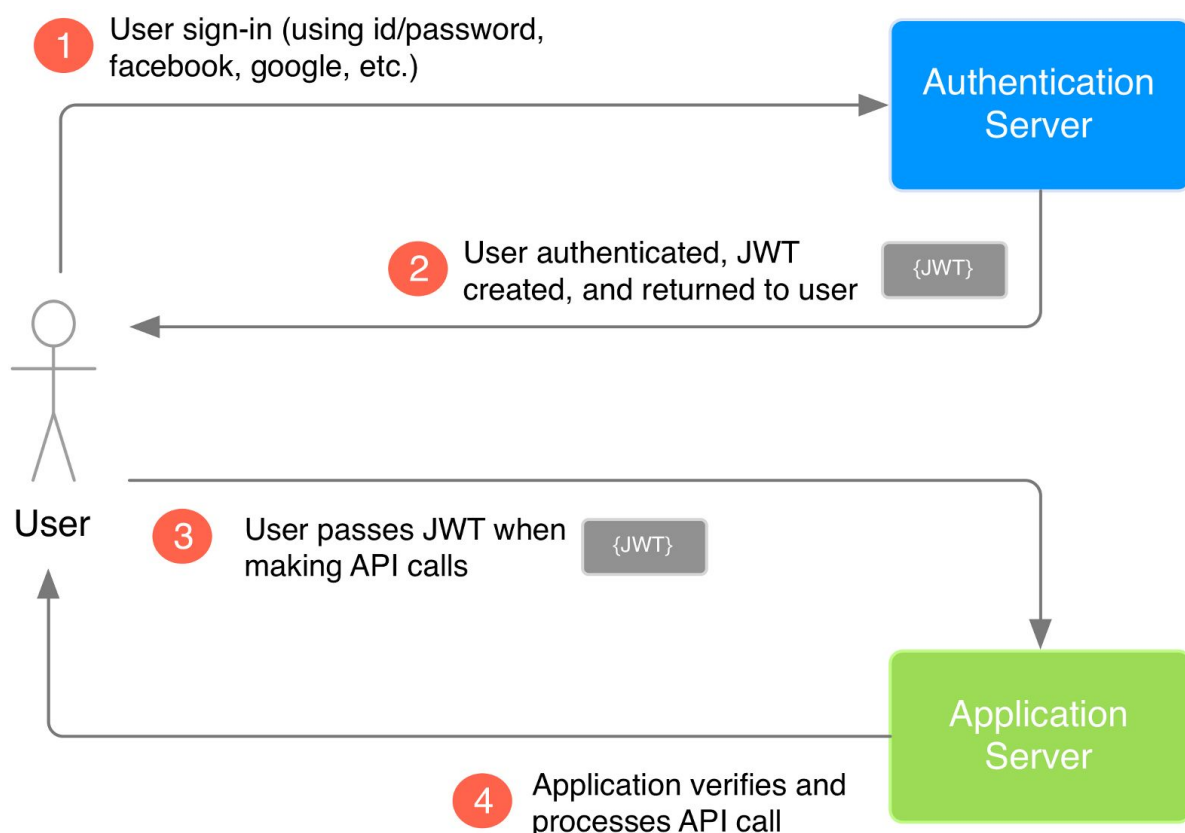 1
User sign-in (using id/password,
facebook, google, etc.)
Authentication
Server
2
User authenticated, JWT
created, and returned to user
{JWT}
User
3
User passes JWT when
making API calls
{JWT}
Application
Server
4
Application verifies and
processes API call